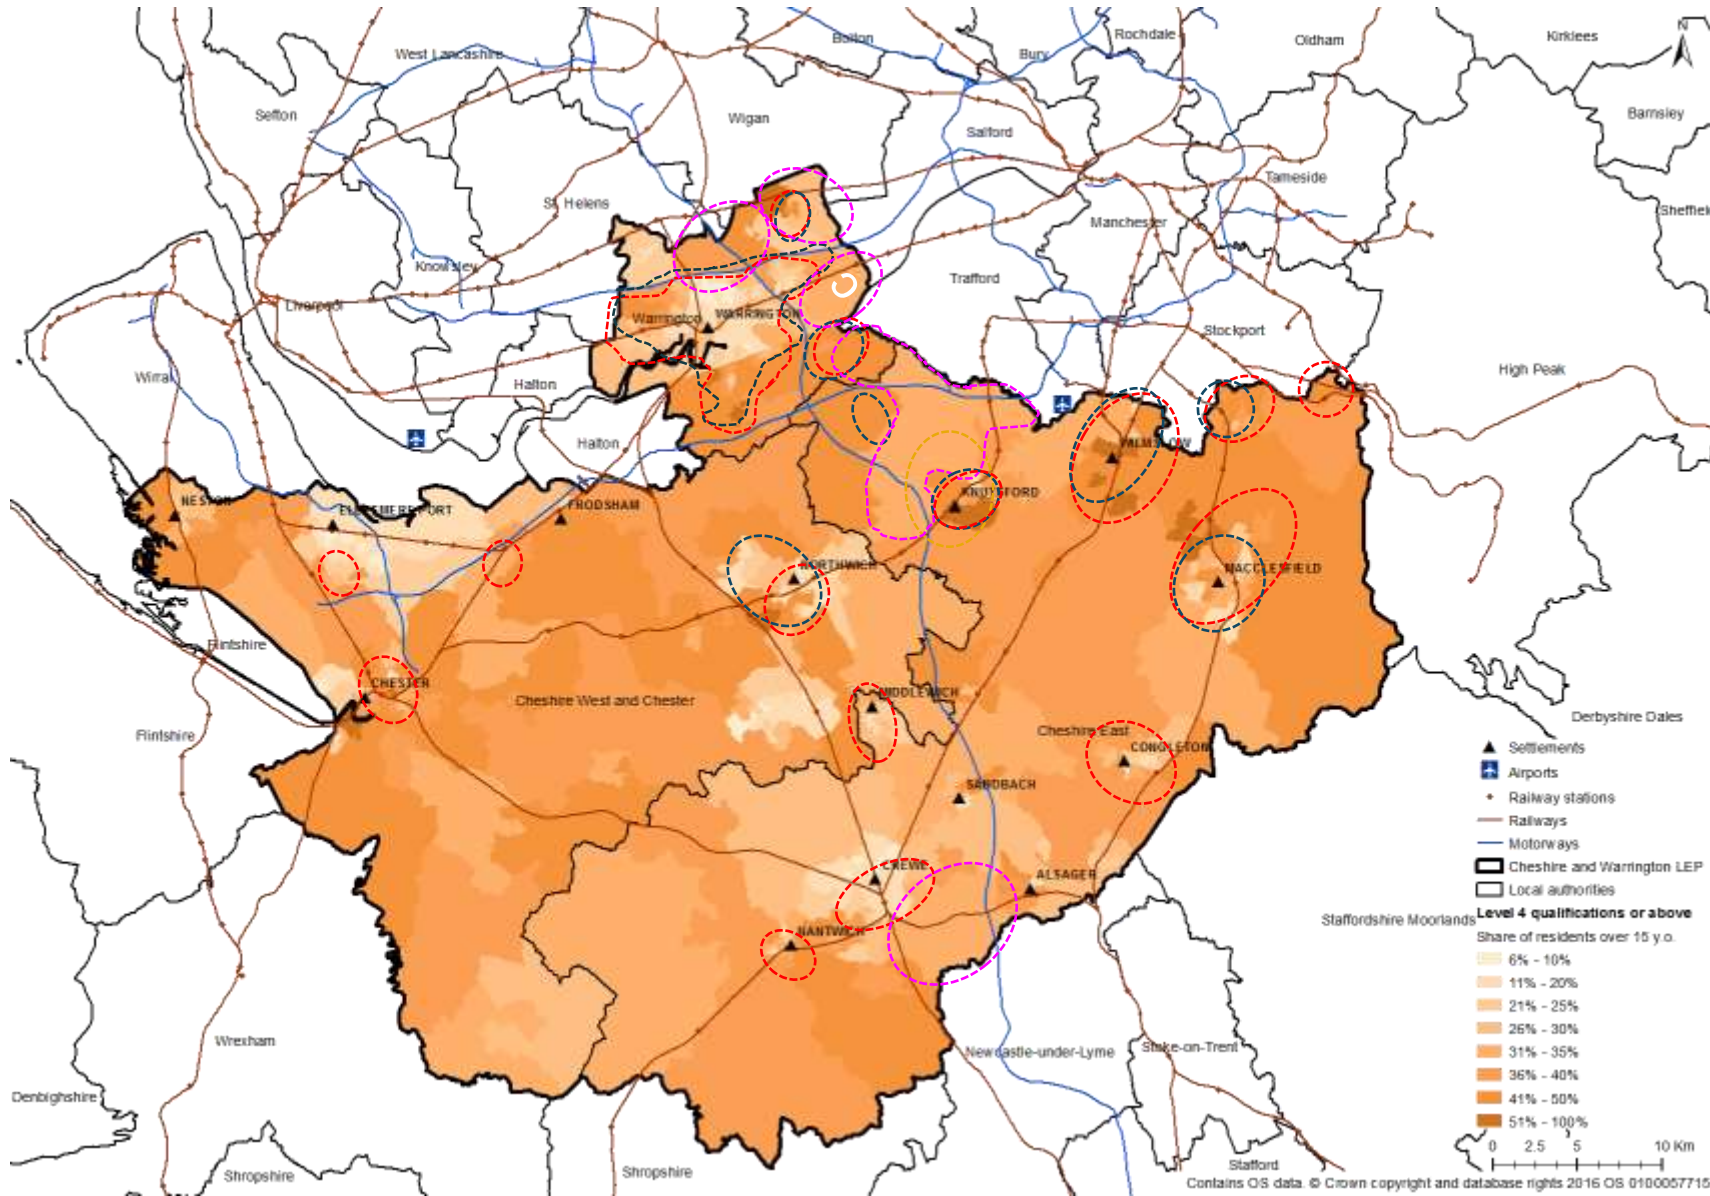 Rochdale
Kirklees
Bolton
Oldham
West Lancashire
Bury
N
Sefton
Wigan
Salford
Barnsley
St. Helens
Tameside
Sheffiel
Manchester
Knowsley
Trafford
Liverpool
Warrington
WARRINGTON
Stockport
High Peak
Wirral
Halton
Halton
WILMSLOW
NESTON
ELLESMERE PORT
FRODSHAM
KNUTSFORD
NORTHWICH
MACCLESFIELD
Flintshire
CHESTER
Cheshire West and Chester
MIDDLEWICH
Derbyshire Dales
Flintshire
Cheshire East
CONGLETON
SANDBACH
CREWE
ALSAGER
NANTWICH
Staffordshire Moorlands
Wrexham
Newcastle-under-Lyme
Stoke-on-Trent
Denbighshire
Shropshire
Shropshire
Stafford
Settlements
Airports
Railway stations
Railways
Motorways
Cheshire and Warrington LEP
Local authorities
Level 4 qualifications or above
Share of residents over 15 y.o.
6% - 10%
11% - 20%
21% - 25%
26% - 30%
31% - 35%
36% - 40%
41% - 50%
51% - 100%
0 2.5 5 10 Km
Contains OS data. © Crown copyright and database rights 2016 OS 0100057715